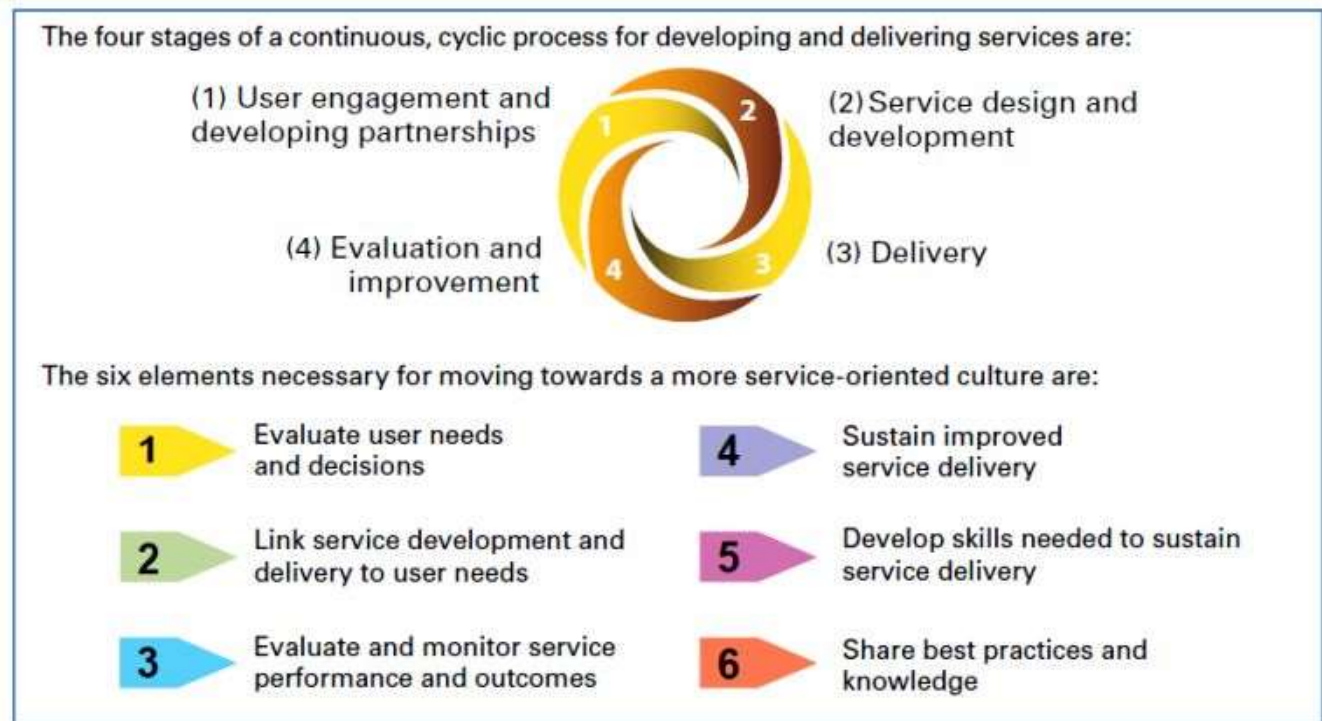 The four stages of a continuous, cyclic process for developing and delivering services are:
(1) User engagement and
developing partnerships
1
2
(2) Service design and
development
(4) Evaluation and
improvement
4
3
(3) Delivery
The six elements necessary for moving towards a more service-oriented culture are:
1
Evaluate user needs
and decisions
2
Link service development and
delivery to user needs
3
Evaluate and monitor service
performance and outcomes
4
Sustain improved
service delivery
5
Develop skills needed to sustain
service delivery
6
Share best practices and
knowledge